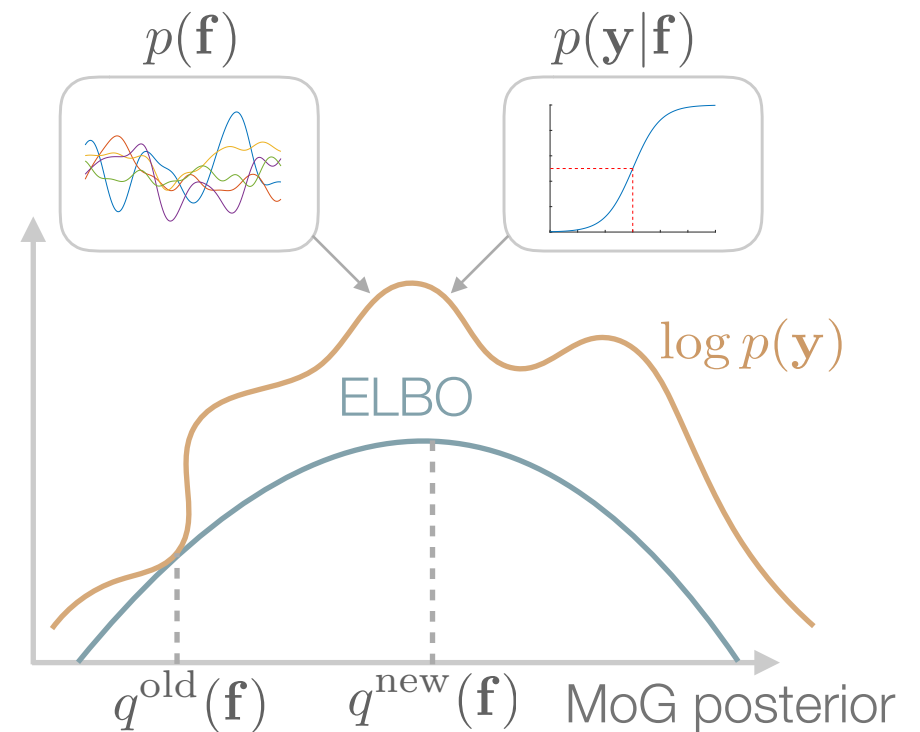 p(f)
p(y|f)
log p(y)
ELBO
q^old(f)
q^new(f)
MoG posterior